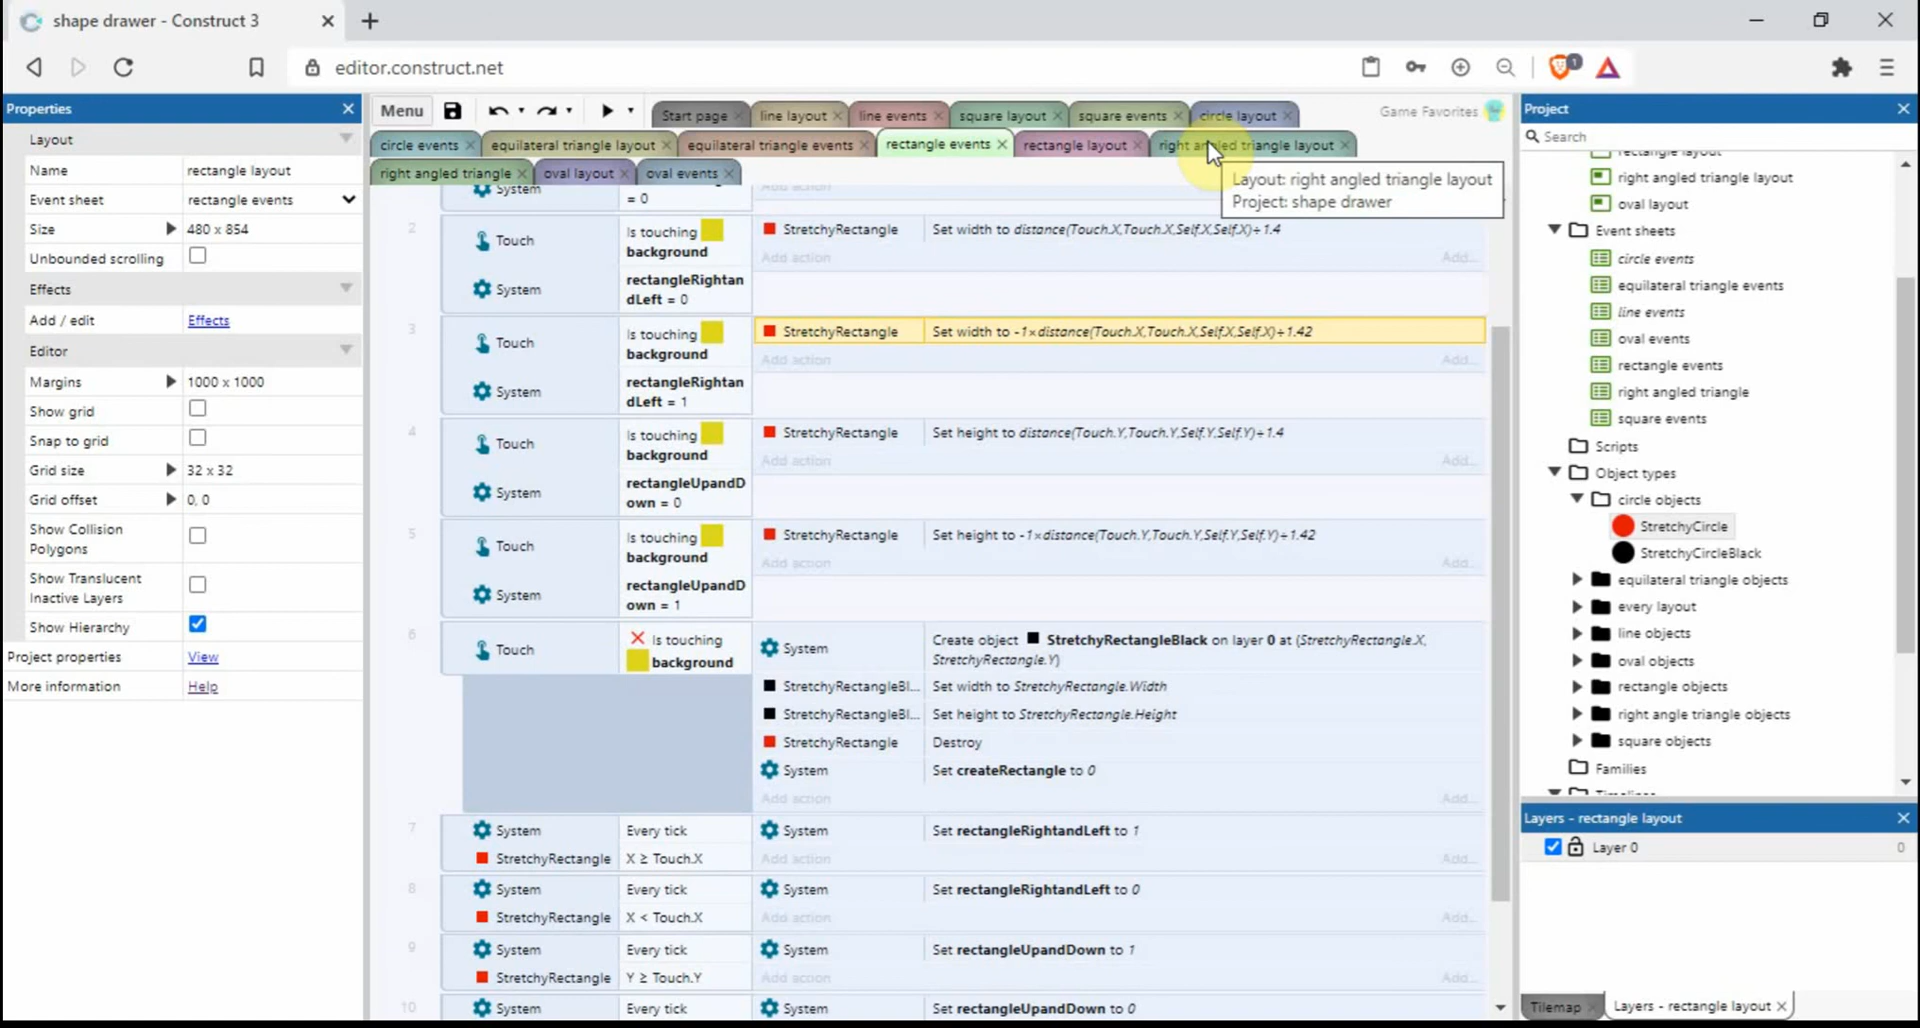 shape drawer - Construct 3
editor.construct.net
1
Properties
Layout
Name rectangle layout
Event sheet rectangle events
Size 480 x 854
Unbounded scrolling
Effects
Add / edit Effects
Editor
Margins 1000 x 1000
Show grid
Snap to grid
Grid size 32 x 32
Grid offset 0, 0
Show Collision
Polygons
Show Translucent
Inactive Layers
Show Hierarchy
Project properties View
More information Help
Menu
Start page line layout line events square layout square events circle layout
Game Favorites
circle events equilateral triangle layout equilateral triangle events rectangle events rectangle layout right angled triangle layout
right angled triangle oval layout oval events
Layout: right angled triangle layout
Project: shape drawer
System = 0 Add action
2 Touch Is touching background StretchyRectangle Set width to distance(Touch.X,Touch.X,Self.X,Self.X)÷1.4
Add action Add...
System rectangleRightandLeft = 0
3 Touch Is touching background StretchyRectangle Set width to -1×distance(Touch.X,Touch.X,Self.X,Self.X)÷1.42
Add action Add...
System rectangleRightandLeft = 1
4 Touch Is touching background StretchyRectangle Set height to distance(Touch.Y,Touch.Y,Self.Y,Self.Y)÷1.4
Add action Add...
System rectangleUpandDown = 0
5 Touch Is touching background StretchyRectangle Set height to -1×distance(Touch.Y,Touch.Y,Self.Y,Self.Y)÷1.42
Add action Add...
System rectangleUpandDown = 1
6 Touch Is touching background System Create object StretchyRectangleBlack on layer 0 at (StretchyRectangle.X,
StretchyRectangle.Y)
StretchyRectangleBl... Set width to StretchyRectangle.Width
StretchyRectangleBl... Set height to StretchyRectangle.Height
StretchyRectangle Destroy
System Set createRectangle to 0
Add action Add...
7 System Every tick System Set rectangleRightandLeft to 1
StretchyRectangle X ≥ Touch.X Add action Add...
8 System Every tick System Set rectangleRightandLeft to 0
StretchyRectangle X < Touch.X Add action Add...
9 System Every tick System Set rectangleUpandDown to 1
StretchyRectangle Y ≥ Touch.Y Add action Add...
10 System Every tick System Set rectangleUpandDown to 0
Project
Search
rectangle layout
right angled triangle layout
oval layout
Event sheets
circle events
equilateral triangle events
line events
oval events
rectangle events
right angled triangle
square events
Scripts
Object types
circle objects
StretchyCircle
StretchyCircleBlack
equilateral triangle objects
every layout
line objects
oval objects
rectangle objects
right angle triangle objects
square objects
Families
Timelines
Layers - rectangle layout
Layer 0 0
Tilemap Layers - rectangle layout